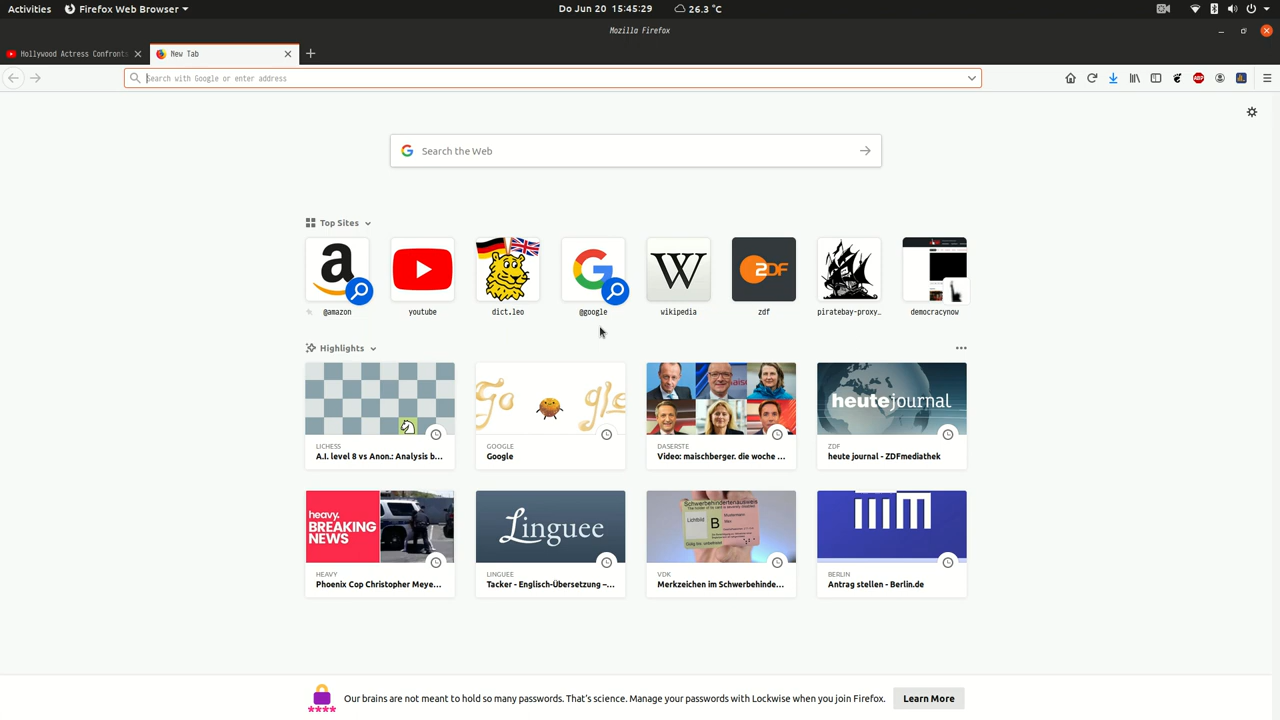 Activities Firefox Web Browser Do Jun 20 15:45:29 26.3 °C
Mozilla Firefox
Hollywood Actress Confronts New Tab
Search with Google or enter address
Search the Web
Top Sites
@amazon youtube dict.leo @google wikipedia zdf piratebay-proxy… democracynow
Highlights
heutejournal
LICHESS
A.I. level 8 vs Anon.: Analysis b…
GOOGLE
Google
DASERSTE
Video: maischberger. die woche …
ZDF
heute journal - ZDFmediathek
heavy.
BREAKING
NEWS
Linguee
Schwerbehindertenausweis
B
HEAVY
Phoenix Cop Christopher Meye…
LINGUEE
Tacker - Englisch-Übersetzung –…
VDK
Merkzeichen im Schwerbehinde…
BERLIN
Antrag stellen - Berlin.de
Our brains are not meant to hold so many passwords. That's science. Manage your passwords with Lockwise when you join Firefox. Learn More